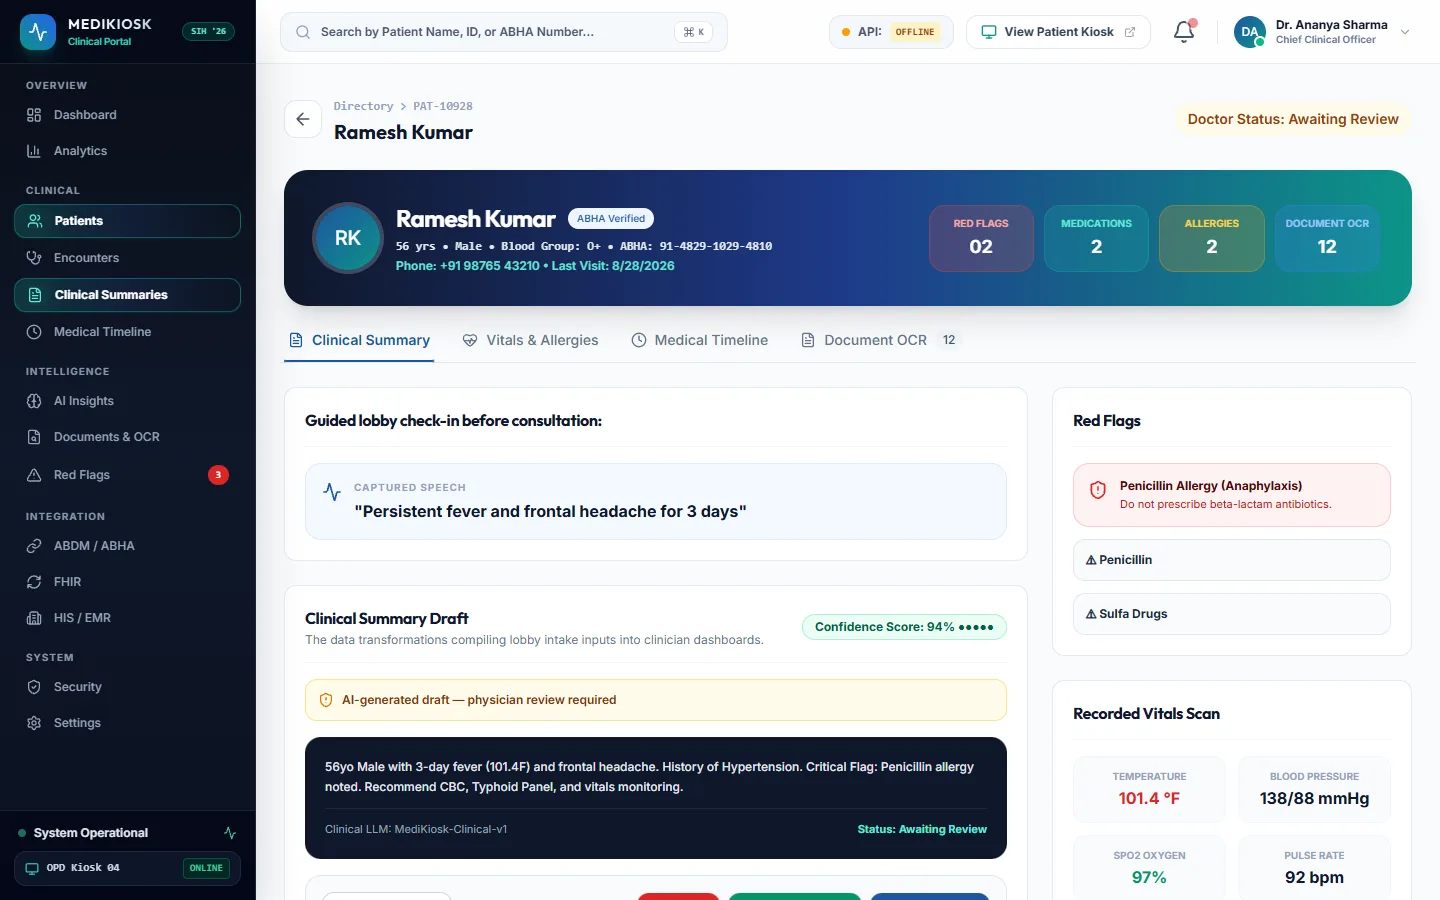 MEDIKIOSK
Clinical Portal
SIH '26
OVERVIEW
Dashboard
Analytics
CLINICAL
Patients
Encounters
Clinical Summaries
Medical Timeline
INTELLIGENCE
AI Insights
Documents & OCR
Red Flags
3
INTEGRATION
ABDM / ABHA
FHIR
HIS / EMR
SYSTEM
Security
Settings
System Operational
OPD Kiosk 04
ONLINE
Search by Patient Name, ID, or ABHA Number...
⌘ K
API: OFFLINE
View Patient Kiosk
DA
Dr. Ananya Sharma
Chief Clinical Officer
Directory > PAT-10928
Ramesh Kumar
Doctor Status: Awaiting Review
RK
Ramesh Kumar
ABHA Verified
56 yrs • Male • Blood Group: O+ • ABHA: 91-4829-1029-4810
Phone: +91 98765 43210 • Last Visit: 8/28/2026
RED FLAGS
02
MEDICATIONS
2
ALLERGIES
2
DOCUMENT OCR
12
Clinical Summary
Vitals & Allergies
Medical Timeline
Document OCR 12
Guided lobby check-in before consultation:
CAPTURED SPEECH
"Persistent fever and frontal headache for 3 days"
Clinical Summary Draft
The data transformations compiling lobby intake inputs into clinician dashboards.
Confidence Score: 94% ●●●●●
AI-generated draft — physician review required
56yo Male with 3-day fever (101.4F) and frontal headache. History of Hypertension. Critical Flag: Penicillin allergy
noted. Recommend CBC, Typhoid Panel, and vitals monitoring.
Clinical LLM: MediKiosk-Clinical-v1
Status: Awaiting Review
Red Flags
Penicillin Allergy (Anaphylaxis)
Do not prescribe beta-lactam antibiotics.
⚠ Penicillin
⚠ Sulfa Drugs
Recorded Vitals Scan
TEMPERATURE
101.4 °F
BLOOD PRESSURE
138/88 mmHg
SPO2 OXYGEN
97%
PULSE RATE
92 bpm